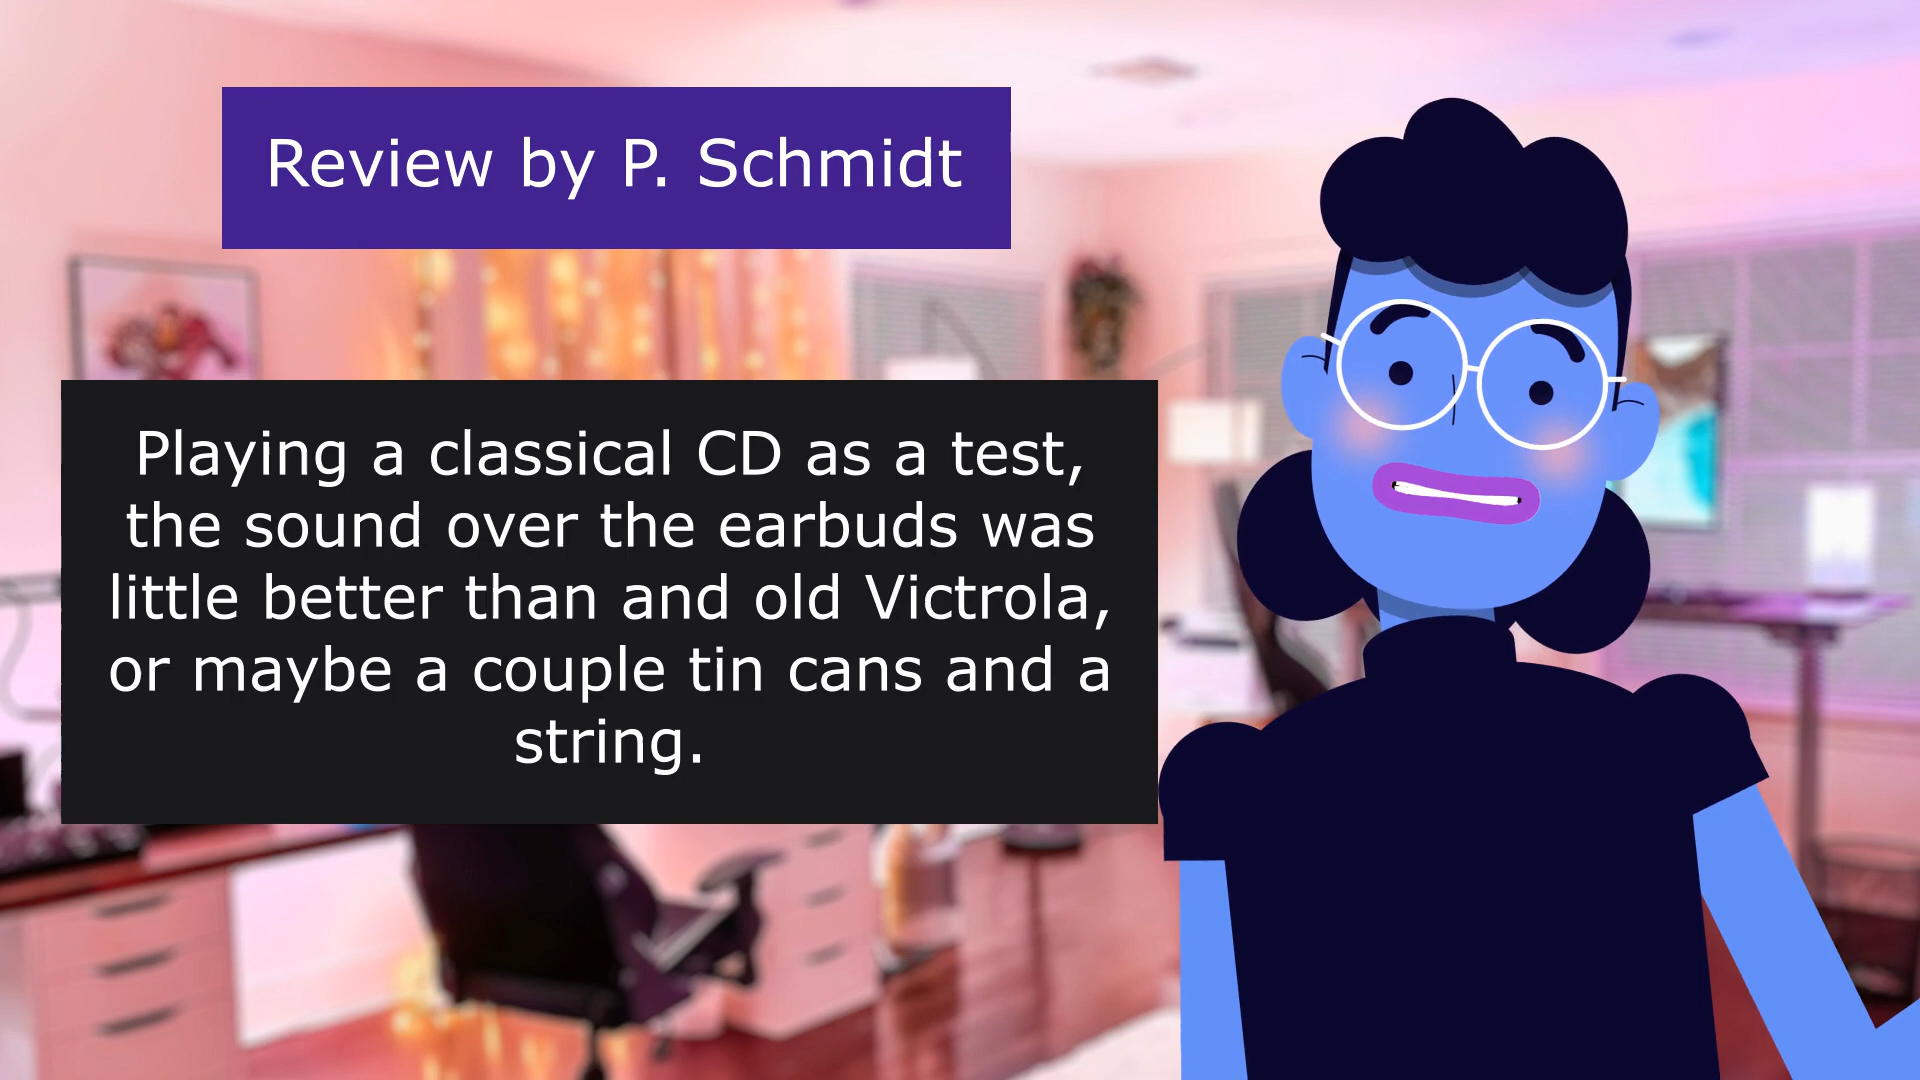 Review by P. Schmidt
Playing a classical CD as a test,
the sound over the earbuds was
little better than and old Victrola,
or maybe a couple tin cans and a
string.